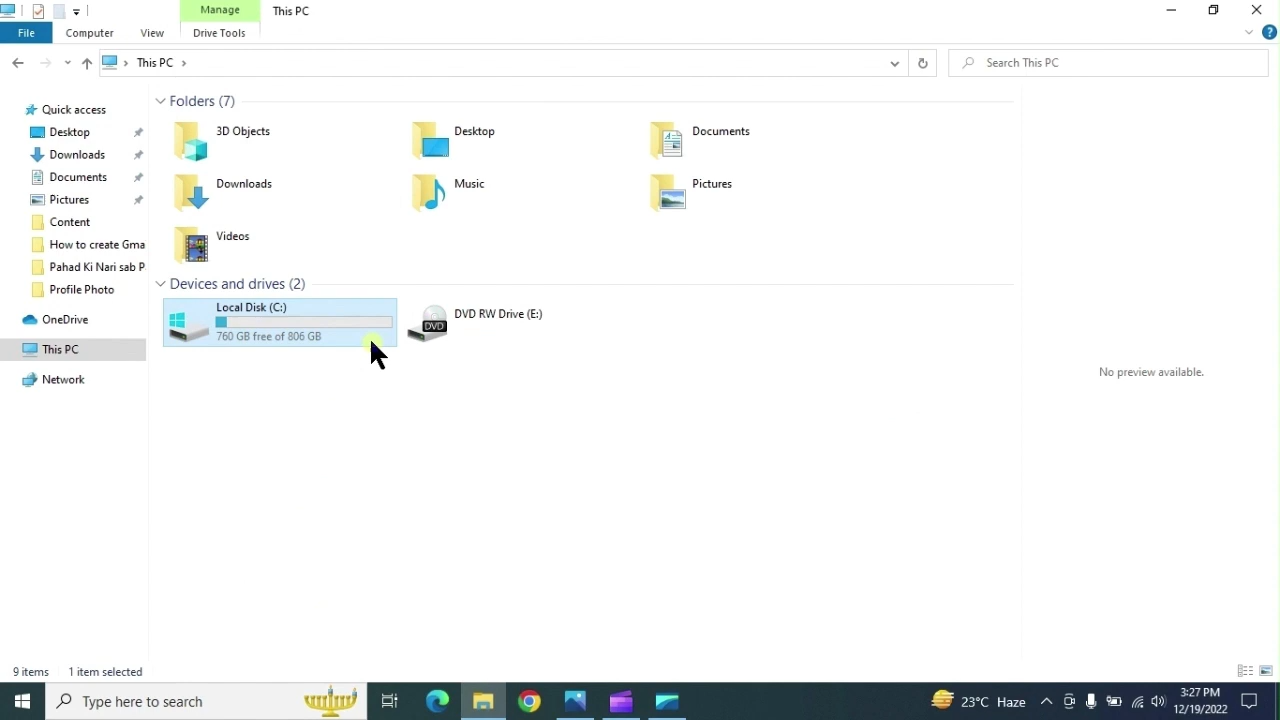 Manage
This PC
File
Computer
View
Drive Tools
This PC
Search This PC
Quick access
Desktop
Downloads
Documents
Pictures
Content
How to create Gma
Pahad Ki Nari sab P
Profile Photo
OneDrive
This PC
Network
Folders (7)
3D Objects
Desktop
Documents
Downloads
Music
Pictures
Videos
Devices and drives (2)
Local Disk (C:)
760 GB free of 806 GB
DVD RW Drive (E:)
DVD
No preview available.
9 items
1 item selected
Type here to search
23°C Haze
3:27 PM
12/19/2022